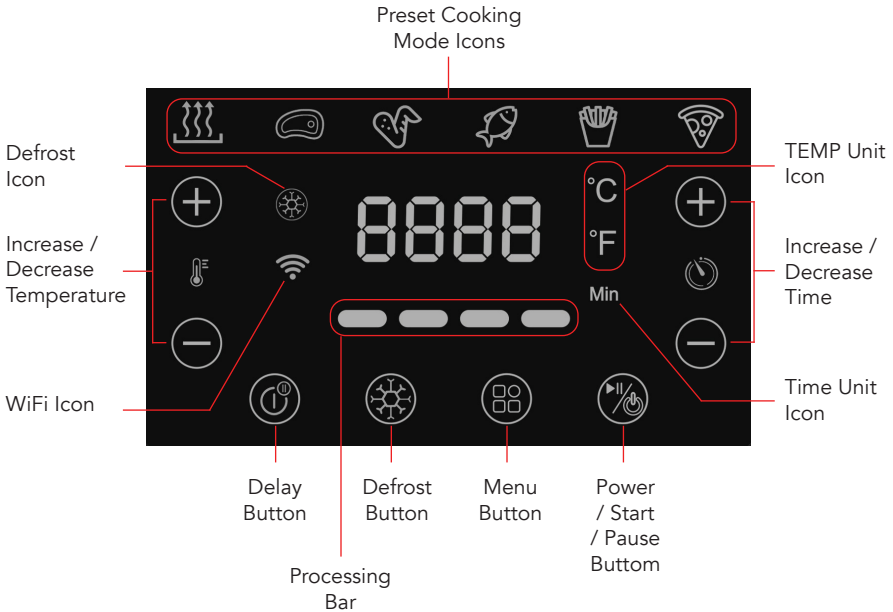 Preset Cooking
Mode Icons
Defrost
Icon
TEMP Unit
Icon
8888
°C
°F
Increase /
Decrease
Temperature
Increase /
Decrease
Time
Min
WiFi Icon
Time Unit
Icon
Delay
Button
Defrost
Button
Menu
Button
Power
/ Start
/ Pause
Buttom
Processing
Bar